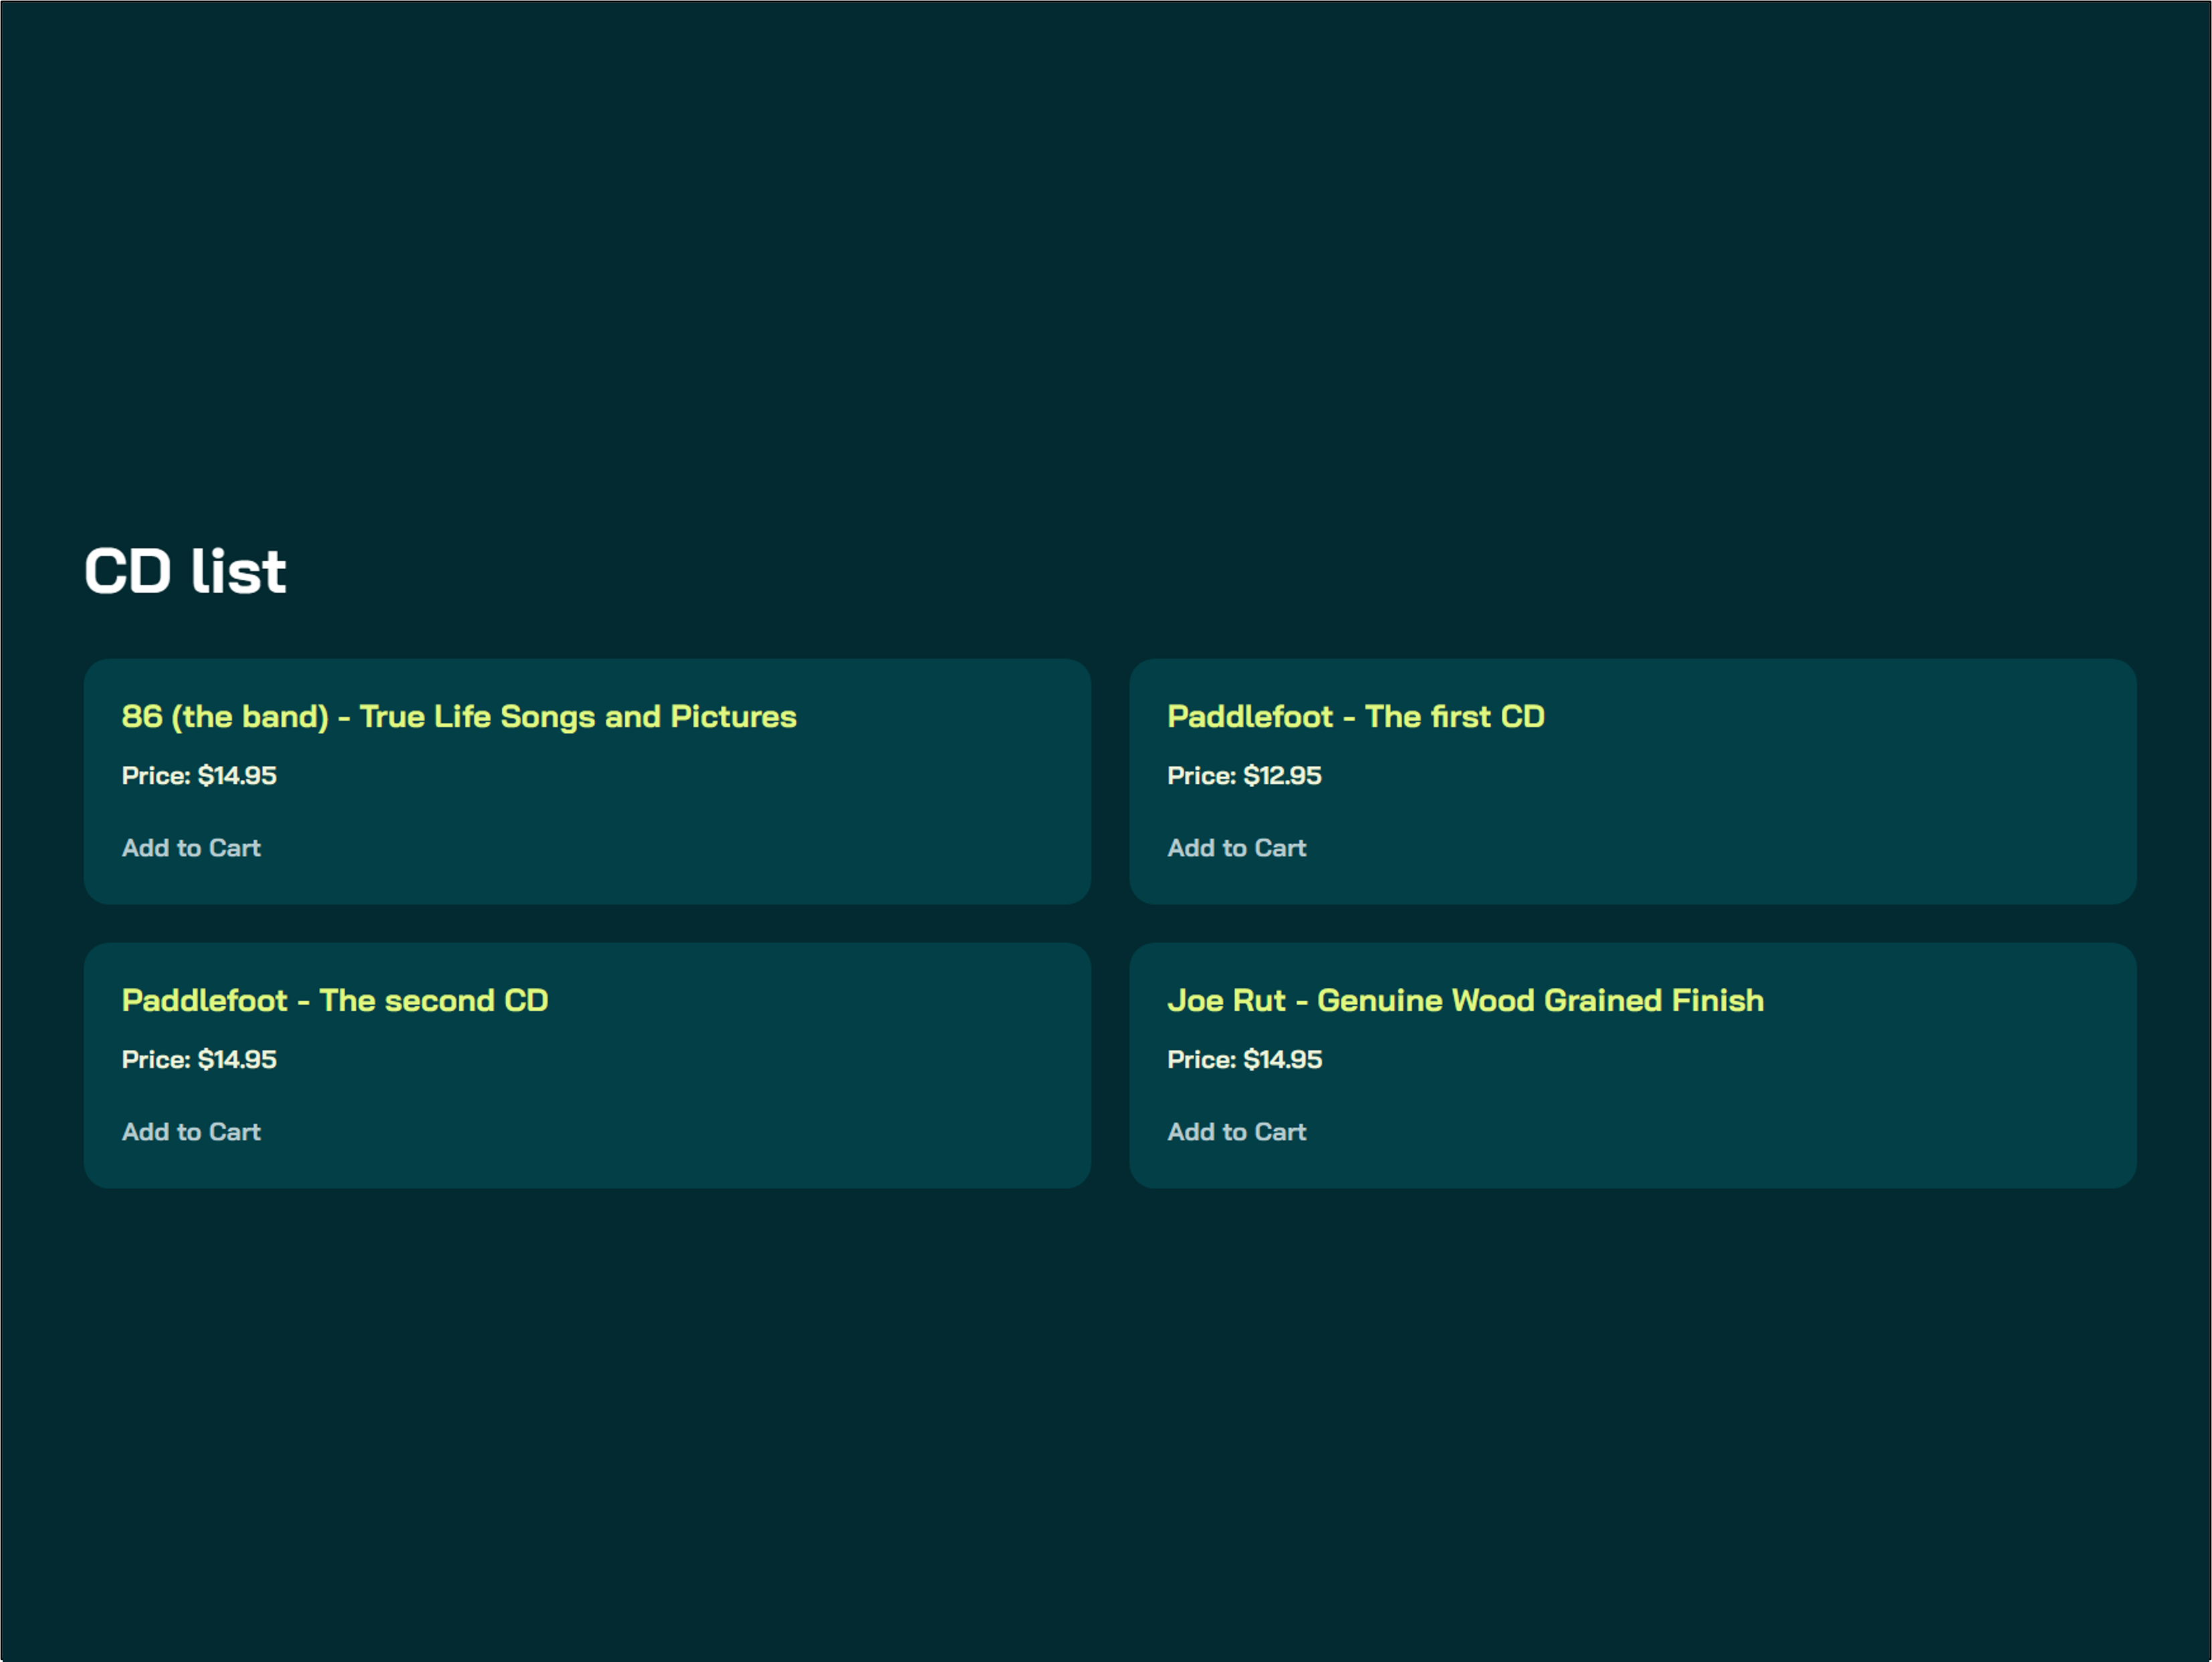 CD list
86 (the band) - True Life Songs and Pictures
Price: $14.95
Add to Cart
Paddlefoot - The first CD
Price: $12.95
Add to Cart
Paddlefoot - The second CD
Price: $14.95
Add to Cart
Joe Rut - Genuine Wood Grained Finish
Price: $14.95
Add to Cart